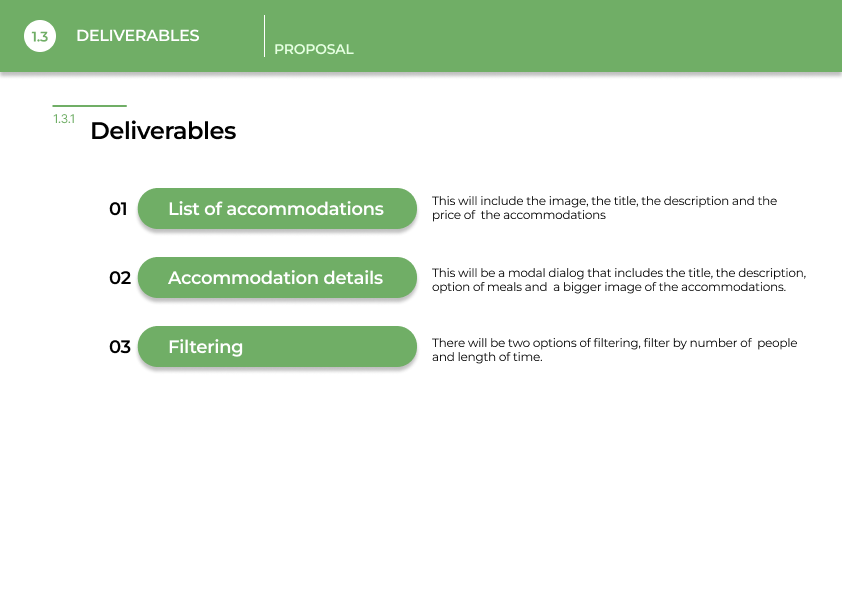 1.3 DELIVERABLES
PROPOSAL
1.3.1
Deliverables
01 List of accommodations
This will include the image, the title, the description and the
price of  the accommodations
02 Accommodation details
This will be a modal dialog that includes the title, the description,
option of meals and  a bigger image of the accommodations.
03 Filtering
There will be two options of filtering, filter by number of  people
and length of time.